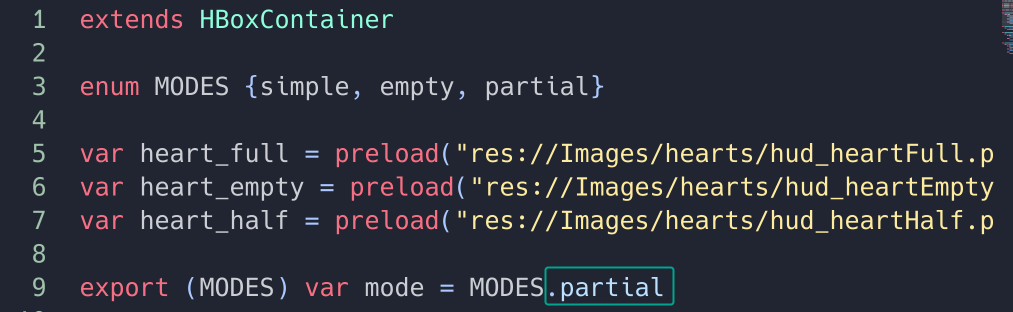 1 extends HBoxContainer
2
3 enum MODES {simple, empty, partial}
4
5 var heart_full = preload("res://Images/hearts/hud_heartFull.p
6 var heart_empty = preload("res://Images/hearts/hud_heartEmpty
7 var heart_half = preload("res://Images/hearts/hud_heartHalf.p
8
9 export (MODES) var mode = MODES.partial